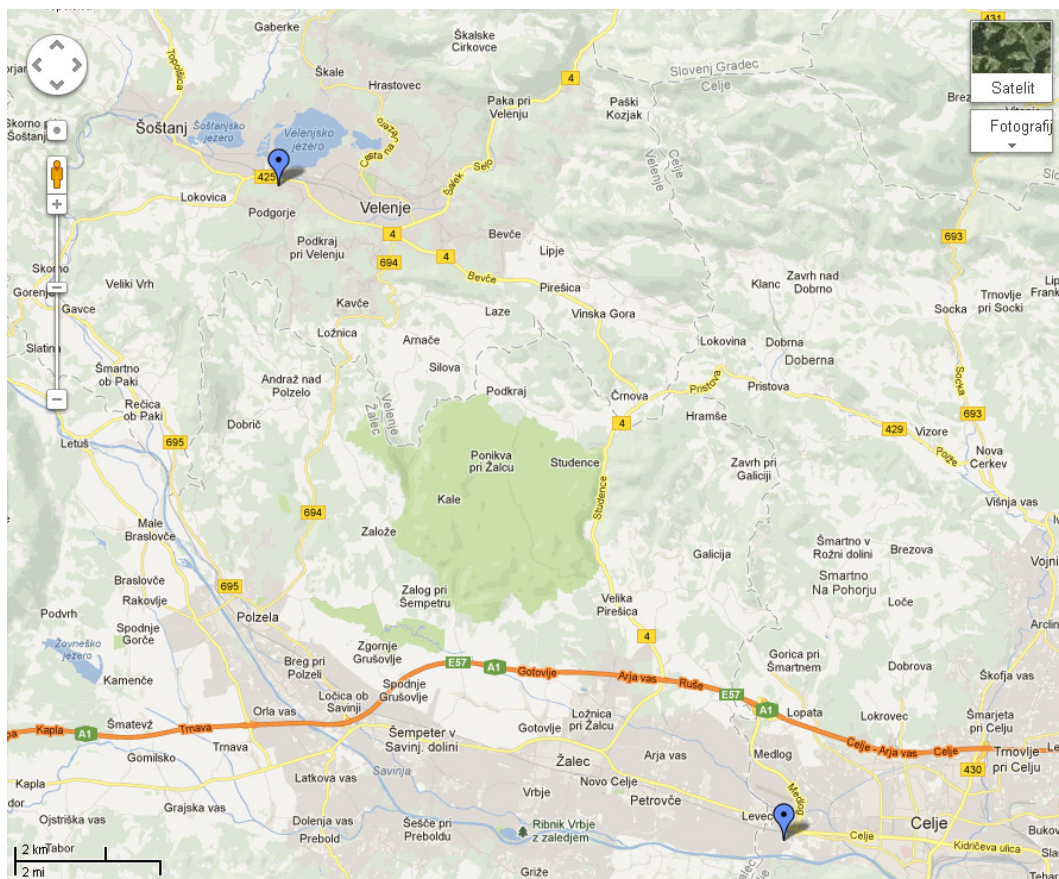 Gaberke
Škalske
Cirkovce
431
Topolšica
Škale
Slovenj Gradec
Celje
Satelit
Hrastovec
4
Paka pri
Velenju
Paški
Kozjak
Skorno p
Šoštanj
Šoštanj
Šoštanjsko
jezero
Velenjsko
jezero
Cesta na jezero
Fotografij
Celje
Velenje
Šalek
Selo
425
Lokovica
Podgorje
Velenje
4
Bevče
693
Podkraj
pri Velenju
694
4
Lipje
Skorno
Veliki Vrh
Bevče
Pirešica
Klanc
Zavrh nad
Dobrno
Gorenje
Gavce
Kavče
Laze
Vinska Gora
Socka
Trnovlje
pri Socki
Ložnica
Arnače
Lokovina
Dobrna
Doberna
Slatina
Šmartno
ob Paki
Silova
Andraž nad
Polzelo
Podkraj
Črnova
Pristova
Pristova
Socka
Rečica
ob Paki
Velenje
Žalec
Hramše
693
Dobrič
4
429
Vizore
Letuš
695
Ponikva
pri Žalcu
Studence
Zavrh pri
Galiciji
Polže
Nova
Cerkev
Kale
Studence
Višnja vas
694
Male
Braslovče
Založe
Galicija
Šmartno v
Rožni dolini
Brezova
Vojni
Braslovče
695
Smartno
Na Pohorju
Rakovlje
Zalog pri
Šempetru
Velika
Pirešica
Loče
Podvrh
Polzela
Spodnje
Gorče
Žovneško
jezero
4
Zgornje
Grušovlje
Gorica pri
Šmartnem
Dobrova
Breg pri
Polzeli
E57
A1
Gotovlje
Arja vas
Ruše
E57
A1
Škofja vas
Kamenče
Spodnje
Grušovlje
Ločica ob
Savinji
Orla vas
Lopata
Lokrovec
Šmatevž
Trnava
Kapla
A1
Ložnica
pri Žalcu
Gotovlje
Šmarjeta
pri Celju
Šempeter v
Savinj. dolini
Trnava
Gomilsko
Arja vas
Medlog
Celje - Arja vas
Celje
Trnovlje
pri Celju
Žalec
430
Kapla
Latkova vas
Savinja
Novo Celje
Medlog
Grajska vas
Vrbje
Petrovče
Levec
Ojstriška vas
Dolenja vas
Prebold
Šešče pri
Preboldu
Ribnik Vrbje
z zaledjem
Celje
Celje
Kidričeva ulica
2 km
Tabor
2 mi
Griže